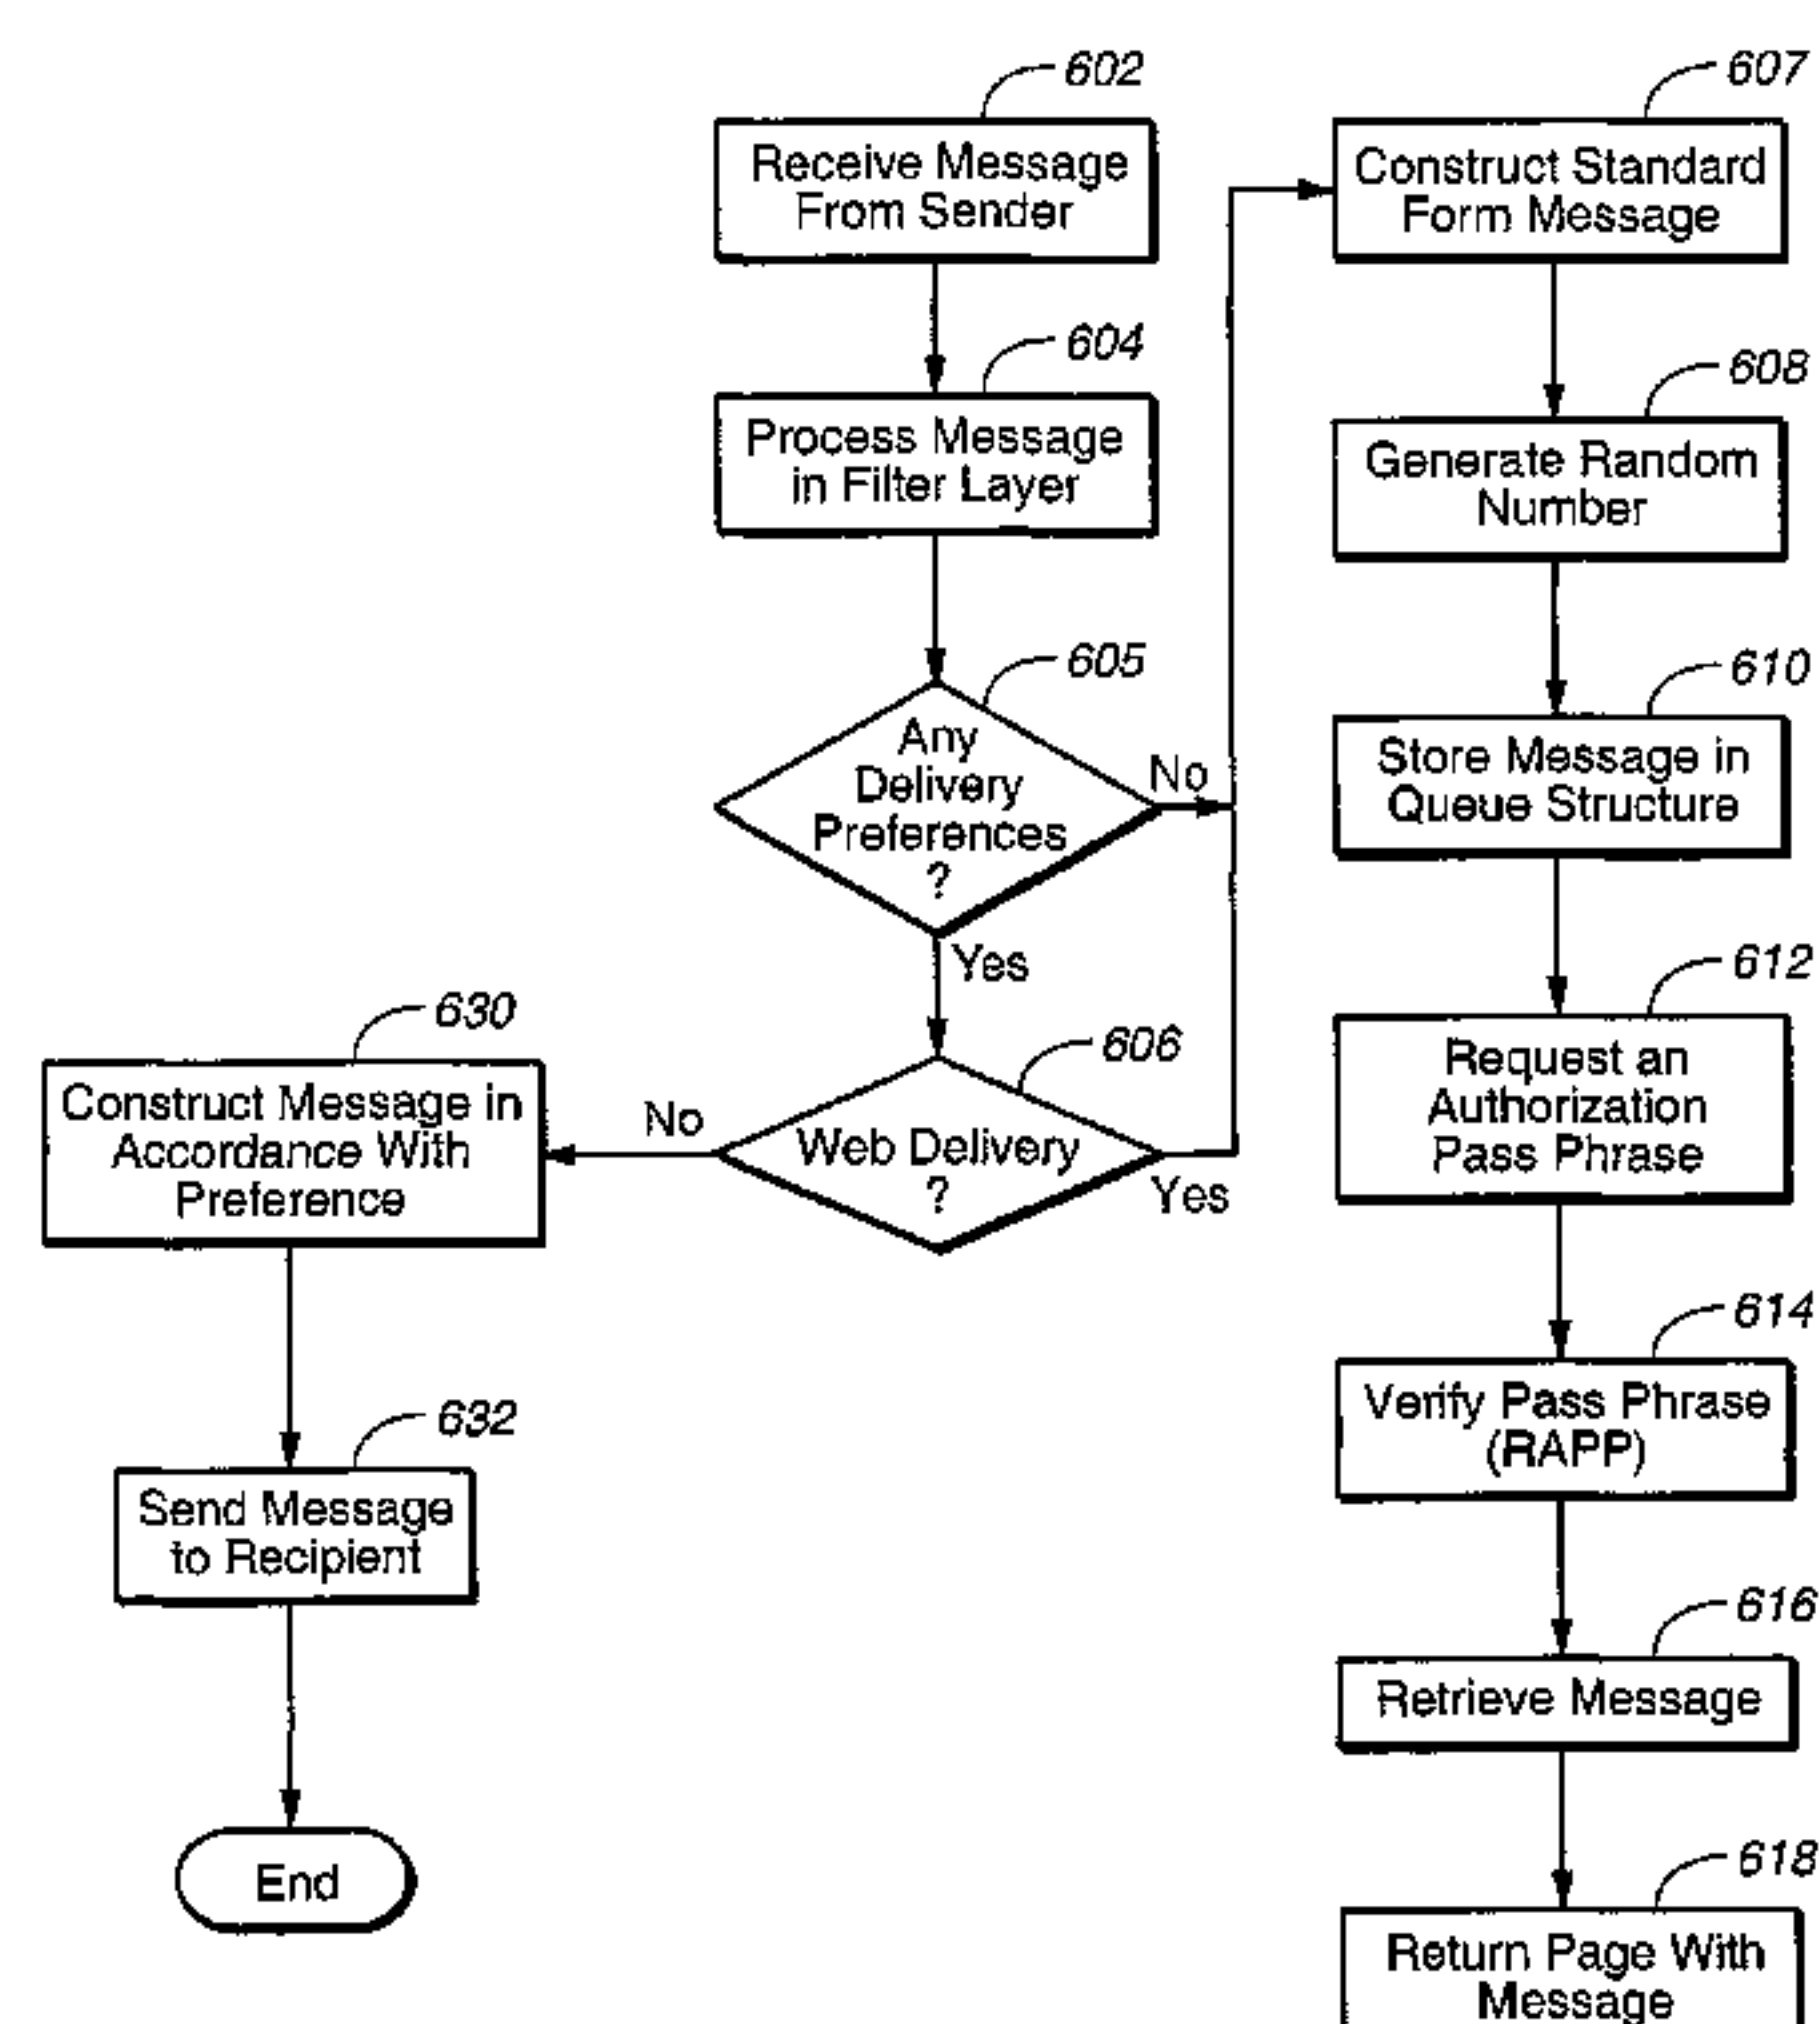 602
Receive Message
From Sender
604
Process Message
in Filter Layer
605
Any
Delivery
Preferences
?
No
Yes
606
Web Delivery
?
No
Yes
630
Construct Message in
Accordance With
Preference
632
Send Message
to Recipient
End
607
Construct Standard
Form Message
608
Generate Random
Number
610
Store Message in
Queue Structure
612
Request an
Authorization
Pass Phrase
614
Verify Pass Phrase
(RAPP)
616
Retrieve Message
618
Return Page With
Message